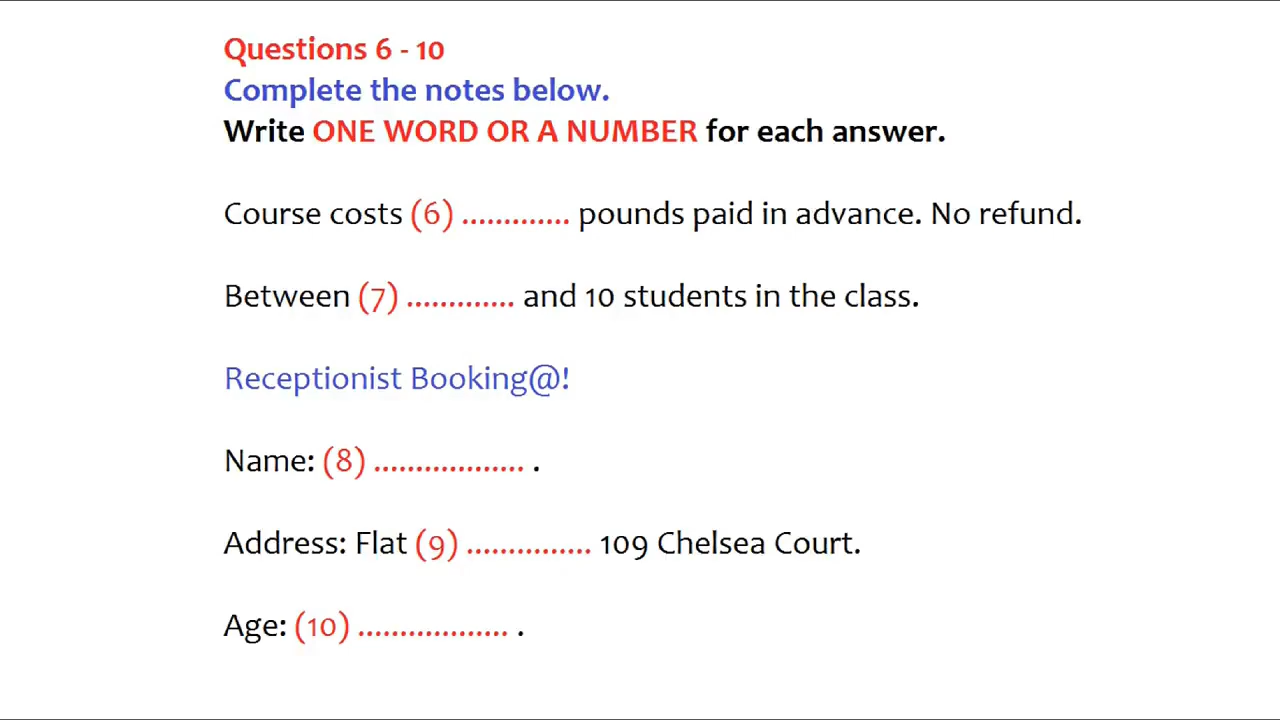 Questions 6 - 10
Complete the notes below.
Write ONE WORD OR A NUMBER for each answer.
Course costs (6) ............. pounds paid in advance. No refund.
Between (7) ............. and 10 students in the class.
Receptionist Booking@!
Name: (8) .................. .
Address: Flat (9) ............... 109 Chelsea Court.
Age: (10) .................. .